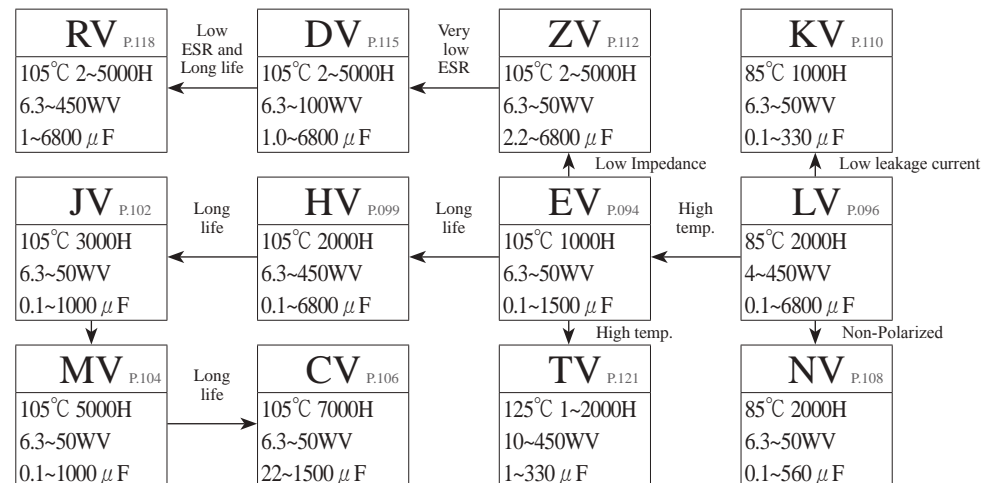 RV P.118
105℃ 2~5000H
6.3~450WV
1~6800 μF
Low
ESR and
Long life
DV P.115
105℃ 2~5000H
6.3~100WV
1.0~6800 μF
Very
low
ESR
ZV P.112
105℃ 2~5000H
6.3~50WV
2.2~6800 μF
KV P.110
85℃ 1000H
6.3~50WV
0.1~330 μF
Low Impedance
Low leakage current
JV P.102
105℃ 3000H
6.3~50WV
0.1~1000 μF
Long
life
HV P.099
105℃ 2000H
6.3~450WV
0.1~6800 μF
Long
life
EV P.094
105℃ 1000H
6.3~50WV
0.1~1500 μF
High
temp.
LV P.096
85℃ 2000H
4~450WV
0.1~6800 μF
High temp.
Non-Polarized
MV P.104
105℃ 5000H
6.3~50WV
0.1~1000 μF
Long
life
CV P.106
105℃ 7000H
6.3~50WV
22~1500 μF
TV P.121
125℃ 1~2000H
10~450WV
1~330 μF
NV P.108
85℃ 2000H
6.3~50WV
0.1~560 μF